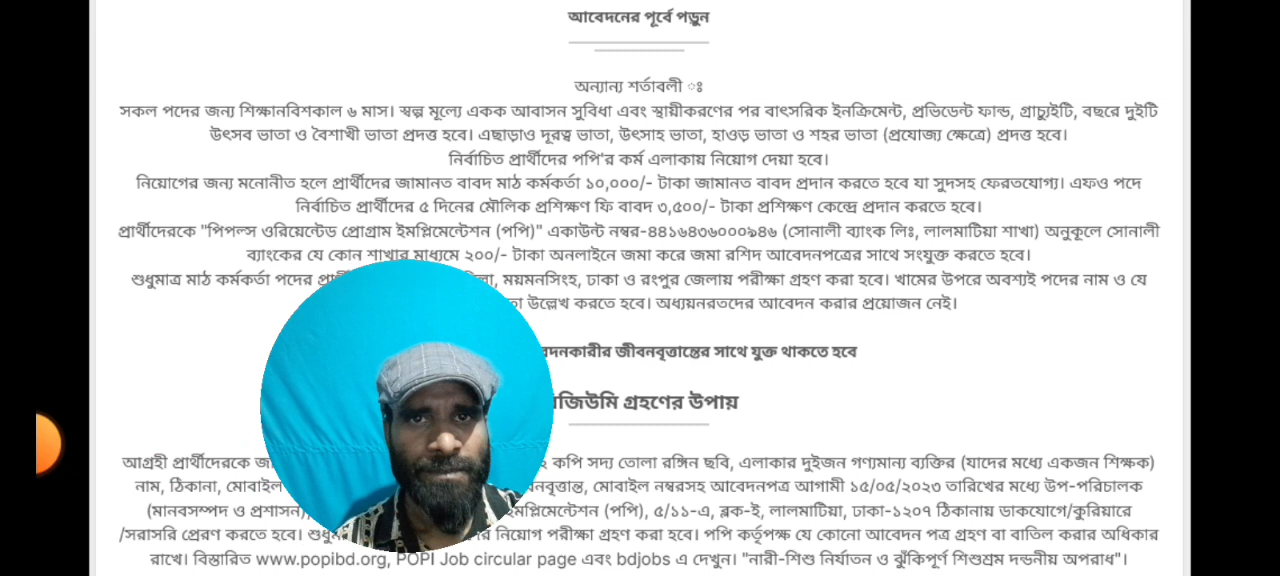 আবেদনের পূর্বে পড়ুন
অন্যান্য শর্তাবলী ঃ
সকল পদের জন্য শিক্ষানবিশকাল ৬ মাস। স্বল্প মূল্যে একক আবাসন সুবিধা এবং স্থায়ীকরণের পর বাৎসরিক ইনক্রিমেন্ট, প্রভিডেন্ট ফান্ড, গ্রাচ্যুইটি, বছরে দুইটি
উৎসব ভাতা ও বৈশাখী ভাতা প্রদত্ত হবে। এছাড়াও দূরত্ব ভাতা, উৎসাহ ভাতা, হাওড় ভাতা ও শহর ভাতা (প্রযোজ্য ক্ষেত্রে) প্রদত্ত হবে।
নির্বাচিত প্রার্থীদের পপি'র কর্ম এলাকায় নিয়োগ দেয়া হবে।
নিয়োগের জন্য মনোনীত হলে প্রার্থীদের জামানত বাবদ মাঠ কর্মকর্তা ১০,০০০/- টাকা জামানত বাবদ প্রদান করতে হবে যা সুদসহ ফেরতযোগ্য। এফও পদে
নির্বাচিত প্রার্থীদের ৫ দিনের মৌলিক প্রশিক্ষণ ফি বাবদ ৩,৫০০/- টাকা প্রশিক্ষণ কেন্দ্রে প্রদান করতে হবে।
প্রার্থীদেরকে "পিপলস ওরিয়েন্টেড প্রোগ্রাম ইমপ্লিমেন্টেশন (পপি)" একাউন্ট নম্বর-৪৪১৬৪৩৬০০০৯৪৬ (সোনালী ব্যাংক লিঃ, লালমাটিয়া শাখা) অনুকূলে সোনালী
ব্যাংকের যে কোন শাখার মাধ্যমে ২০০/- টাকা অনলাইনে জমা করে জমা রশিদ আবেদনপত্রের সাথে সংযুক্ত করতে হবে।
শুধুমাত্র মাঠ কর্মকর্তা পদের ময়মনসিংহ, ঢাকা ও রংপুর জেলায় পরীক্ষা গ্রহণ করা হবে। খামের উপরে অবশ্যই পদের নাম ও যে
উল্লেখ করতে হবে। অধ্যয়নরতদের আবেদন করার প্রয়োজন নেই।
জীবনবৃত্তান্তের সাথে যুক্ত থাকতে হবে
গ্রহণের উপায়
আগ্রহী প্রার্থীদেরকে কপি সদ্য তোলা রঙ্গিন ছবি, এলাকার দুইজন গণ্যমান্য ব্যক্তির (যাদের মধ্যে একজন শিক্ষক)
নাম, ঠিকানা, মোবাইল মোবাইল নম্বরসহ আবেদনপত্র আগামী ১৫/০৫/২০২৩ তারিখের মধ্যে উপ-পরিচালক
(মানবসম্পদ ও প্রশাসন), (পপি), ৫/১১-এ, ব্লক-ই, লালমাটিয়া, ঢাকা-১২০৭ ঠিকানায় ডাকযোগে/কুরিয়ারে
/সরাসরি প্রেরণ করতে হবে। নিয়োগ পরীক্ষা গ্রহণ করা হবে। পপি কর্তৃপক্ষ যে কোনো আবেদন পত্র গ্রহণ বা বাতিল করার অধিকার
রাখে। বিস্তারিত www.popibd.org, POPI Job circular page এবং bdjobs এ দেখুন। "নারী-শিশু নির্যাতন ও ঝুঁকিপূর্ণ শিশুশ্রম দন্ডনীয় অপরাধ"।